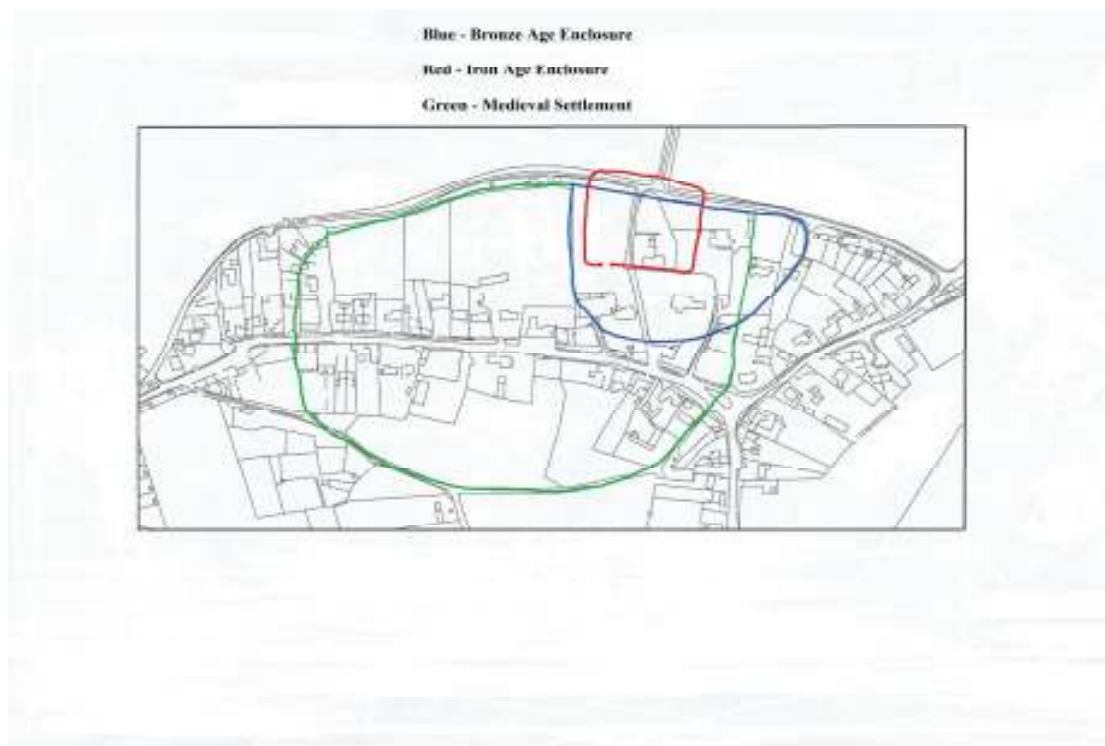 Blue - Bronze Age Enclosure
Red - Iron Age Enclosure
Green - Medieval Settlement